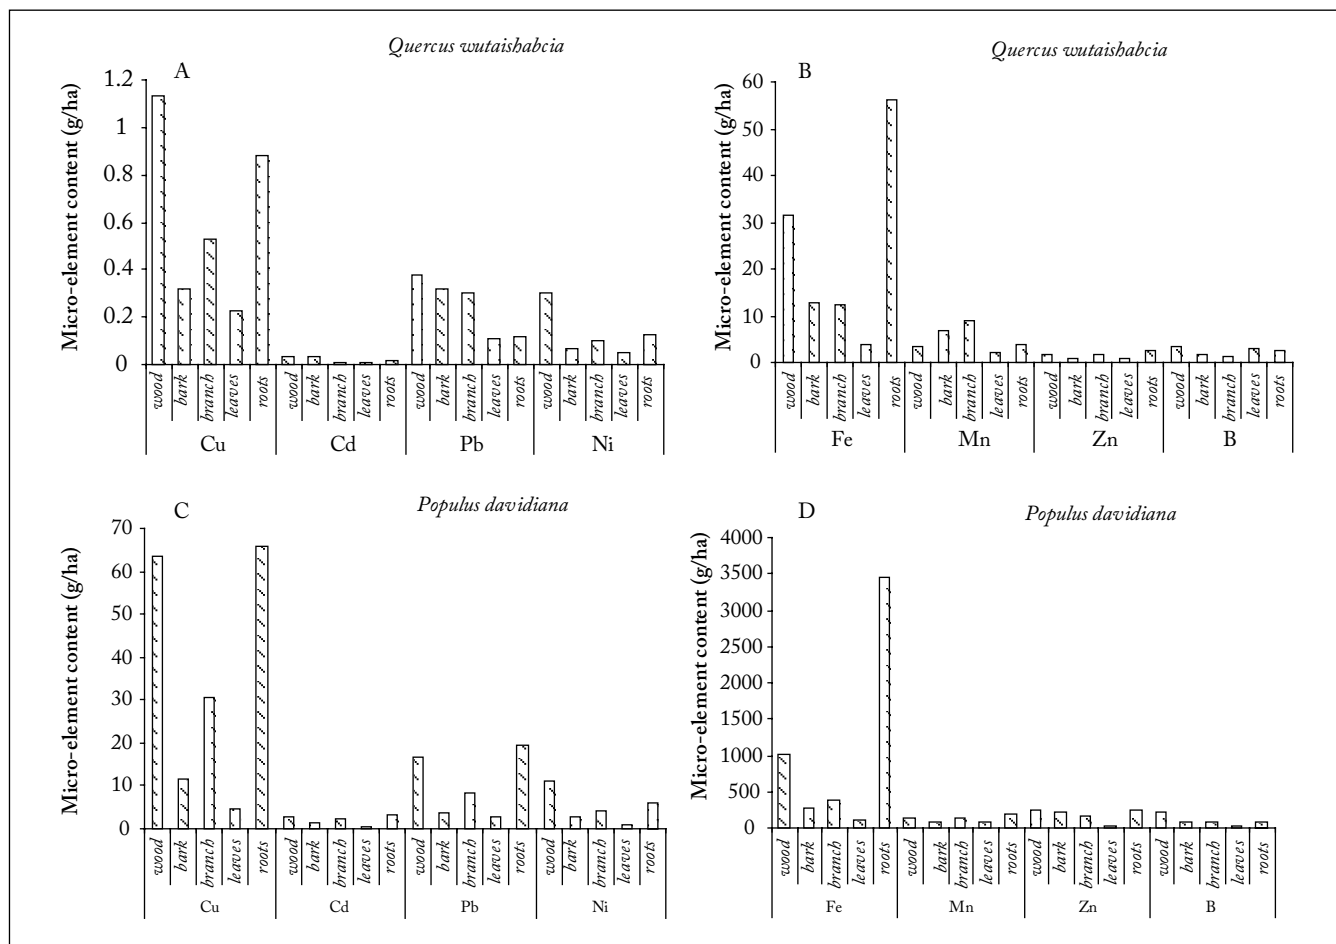 Quercus wutaishabcia
A
Micro-element content (g/ha)
1.2
1
0.8
0.6
0.4
0.2
0
wood bark branch leaves roots wood bark branch leaves roots wood bark branch leaves roots wood bark branch leaves roots
Cu Cd Pb Ni
Quercus wutaishabcia
B
Micro-element content (g/ha)
60
50
40
30
20
10
0
wood bark branch leaves roots wood bark branch leaves roots wood bark branch leaves roots wood bark branch leaves roots
Fe Mn Zn B
Populus davidiana
C
Micro-element content (g/ha)
70
60
50
40
30
20
10
0
wood bark branch leaves roots wood bark branch leaves roots wood bark branch leaves roots wood bark branch leaves roots
Cu Cd Pb Ni
Populus davidiana
D
Micro-element content (g/ha)
4000
3500
3000
2500
2000
1500
1000
500
0
wood bark branch leaves roots wood bark branch leaves roots wood bark branch leaves roots wood bark branch leaves roots
Fe Mn Zn B